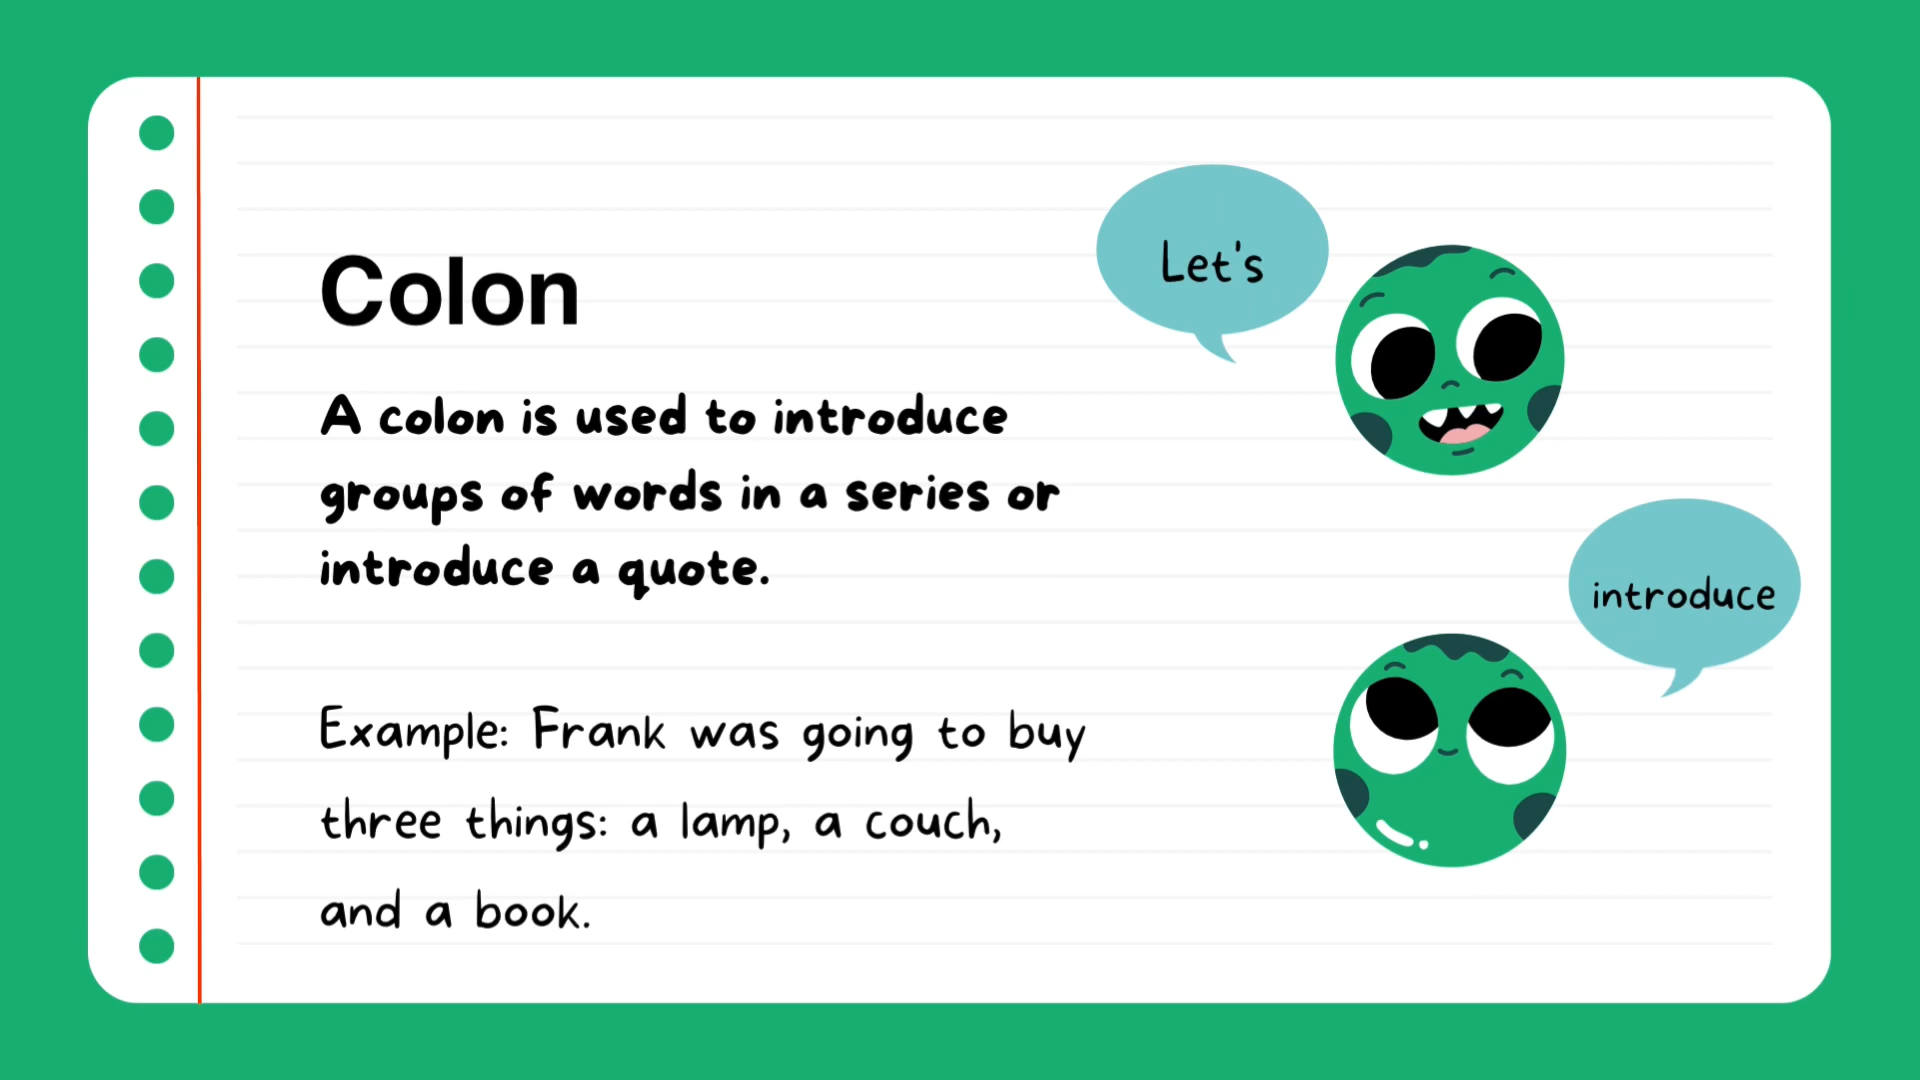 Colon
A colon is used to introduce
groups of words in a series or
introduce a quote.
Example: Frank was going to buy
three things: a lamp, a couch,
and a book.
Let's
introduce